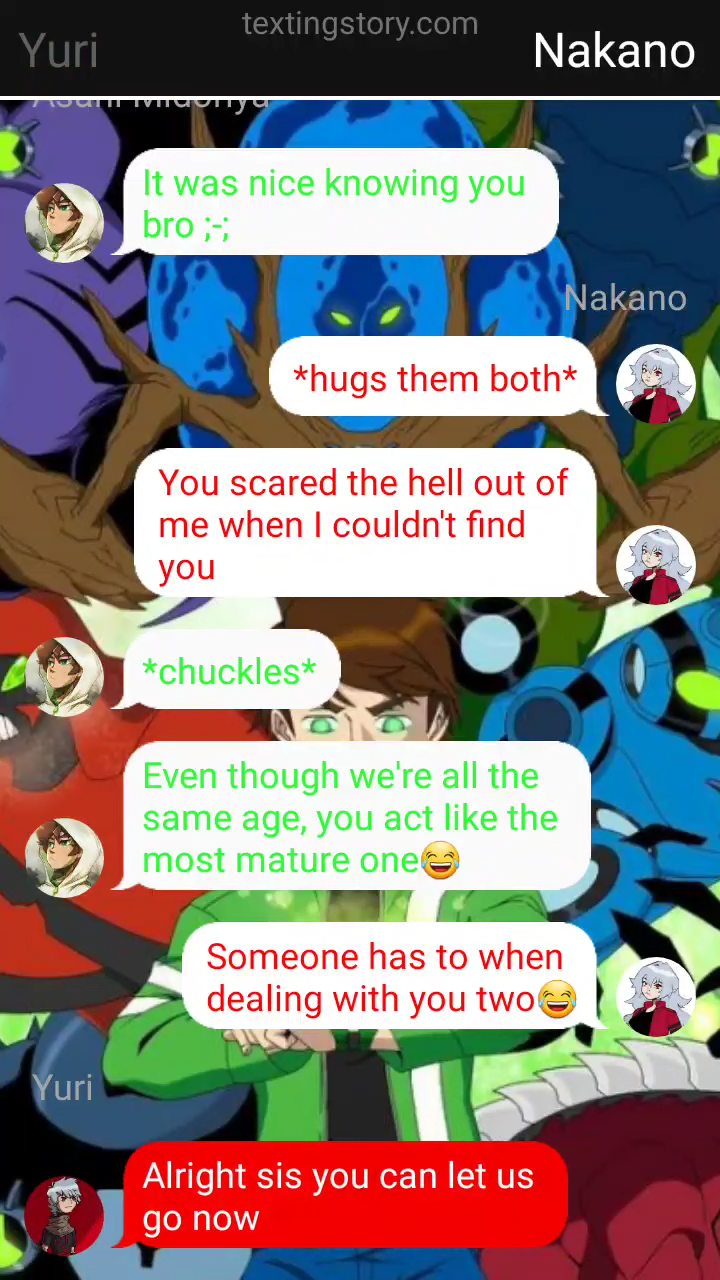 textingstory.com
Yuri
Nakano
Asahi Midoriya
It was nice knowing you
bro ;-;
Nakano
*hugs them both*
You scared the hell out of
me when I couldn't find
you
*chuckles*
Even though we're all the
same age, you act like the
most mature one😂
Someone has to when
dealing with you two😂
Yuri
Alright sis you can let us
go now